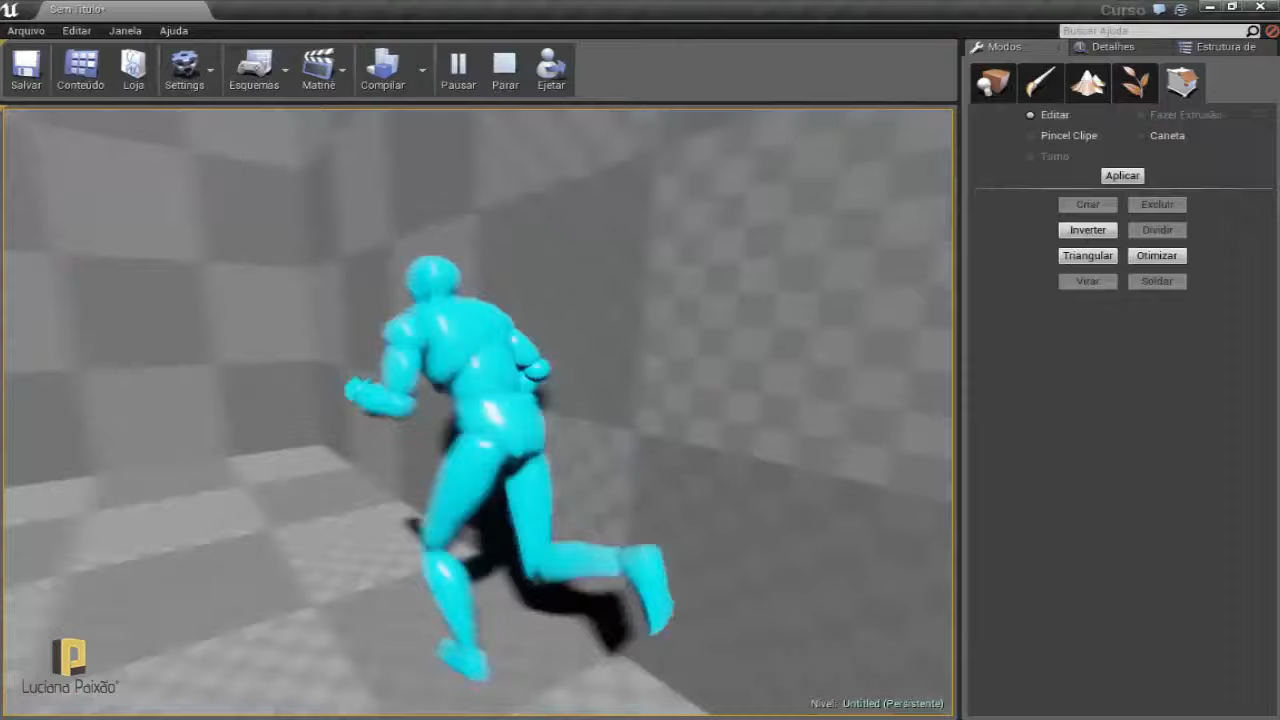 Sem Título*
Curso
Arquivo Editar Janela Ajuda
Buscar Ajuda
Salvar Conteúdo Loja Settings Esquemas Matine Compilar Pausar Parar Ejetar
Modos Detalhes Estrutura de
Editar Fazer Extrusão
Pincel Clipe Caneta
Torno
Aplicar
Criar Excluir
Inverter Dividir
Triangular Otimizar
Virar Soldar
Luciana Paixão
Nível: Untitled (Persistente)